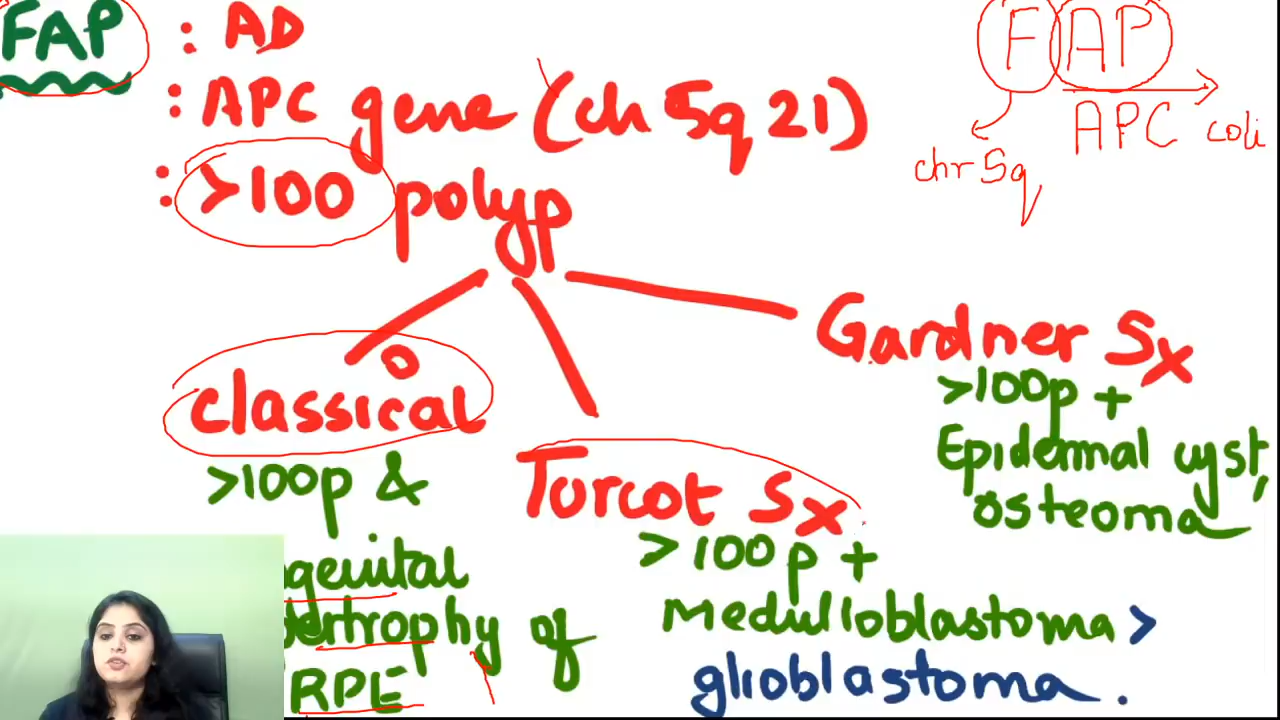 FAP : AD
: APC gene (ch 5q 21)
: >100 polyp
F AP
APC coli
chr 5q
classical
>100p &
genital
ertrophy of
RPE
Turcot Sx
>100p +
Medulloblastoma >
glioblastoma.
Gardner Sx
>100p +
Epidermal cyst,
osteoma